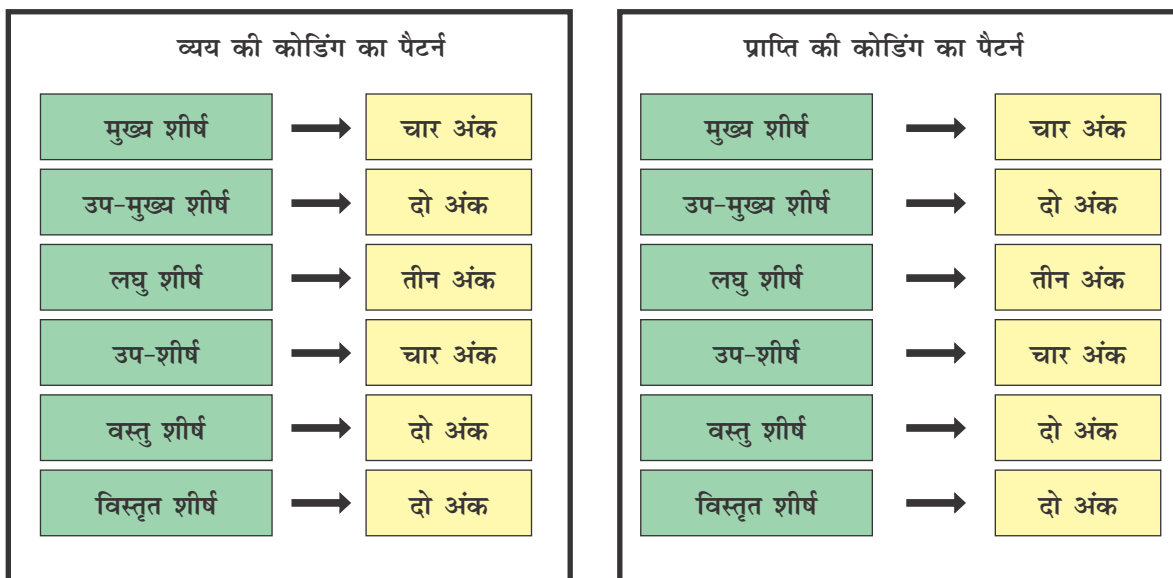 व्यय की कोडिंग का पैटर्न
मुख्य शीर्ष चार अंक
उप-मुख्य शीर्ष दो अंक
लघु शीर्ष तीन अंक
उप-शीर्ष चार अंक
वस्तु शीर्ष दो अंक
विस्तृत शीर्ष दो अंक
प्राप्ति की कोडिंग का पैटर्न
मुख्य शीर्ष चार अंक
उप-मुख्य शीर्ष दो अंक
लघु शीर्ष तीन अंक
उप-शीर्ष चार अंक
वस्तु शीर्ष दो अंक
विस्तृत शीर्ष दो अंक